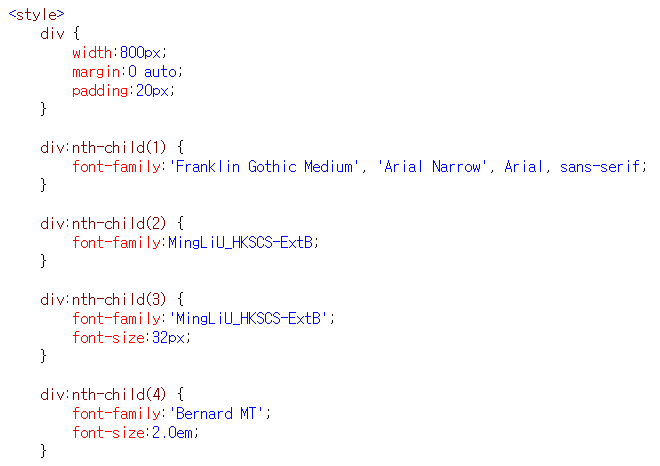 <style>
div {
width:800px;
margin:0 auto;
padding:20px;
}
div:nth-child(1) {
font-family:'Franklin Gothic Medium', 'Arial Narrow', Arial, sans-serif;
}
div:nth-child(2) {
font-family:MingLiU_HKSCS-ExtB;
}
div:nth-child(3) {
font-family:'MingLiU_HKSCS-ExtB';
font-size:32px;
}
div:nth-child(4) {
font-family:'Bernard MT';
font-size:2.0em;
}